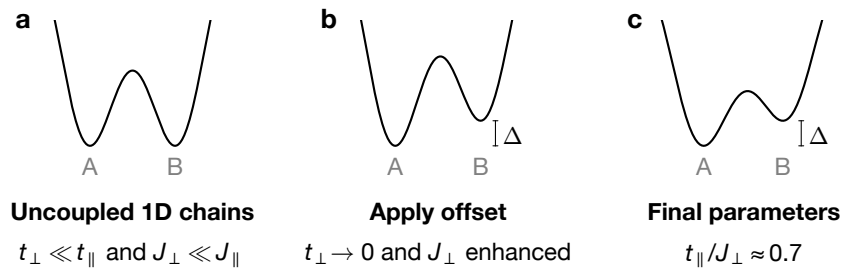 a
b
c
Δ
Δ
A
B
A
B
A
B
Uncoupled 1D chains
Apply offset
Final parameters
t⊥ ≪ t∥ and J⊥ ≪ J∥
t⊥ → 0 and J⊥ enhanced
t∥/J⊥ ≈ 0.7